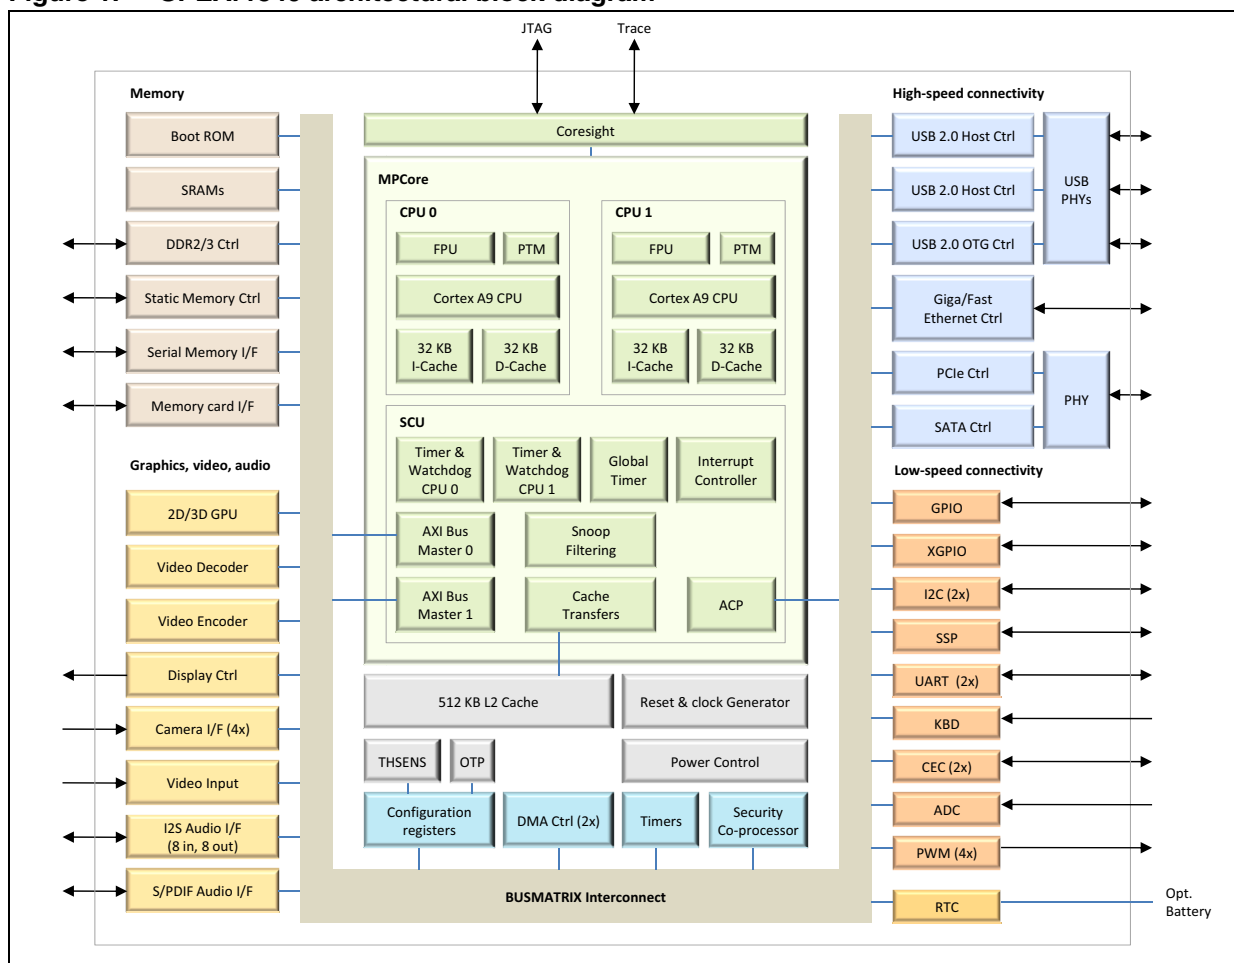 architectural block diagram
JTAG
Trace
Memory
Boot ROM
SRAMs
DDR2/3 Ctrl
Static Memory Ctrl
Serial Memory I/F
Memory card I/F
Graphics, video, audio
2D/3D GPU
Video Decoder
Video Encoder
Display Ctrl
Camera I/F (4x)
Video Input
I2S Audio I/F
(8 in, 8 out)
S/PDIF Audio I/F
Coresight
MPCore
CPU 0
FPU
PTM
Cortex A9 CPU
32 KB
I-Cache
32 KB
D-Cache
CPU 1
FPU
PTM
Cortex A9 CPU
32 KB
I-Cache
32 KB
D-Cache
SCU
Timer &
Watchdog
CPU 0
Timer &
Watchdog
CPU 1
Global
Timer
Interrupt
Controller
AXI Bus
Master 0
Snoop
Filtering
AXI Bus
Master 1
Cache
Transfers
ACP
512 KB L2 Cache
Reset & clock Generator
THSENS
OTP
Power Control
Configuration
registers
DMA Ctrl (2x)
Timers
Security
Co-processor
BUSMATRIX Interconnect
High-speed connectivity
USB 2.0 Host Ctrl
USB 2.0 Host Ctrl
USB 2.0 OTG Ctrl
USB
PHYs
Giga/Fast
Ethernet Ctrl
PCIe Ctrl
SATA Ctrl
PHY
Low-speed connectivity
GPIO
XGPIO
I2C (2x)
SSP
UART (2x)
KBD
CEC (2x)
ADC
PWM (4x)
RTC
Opt.
Battery